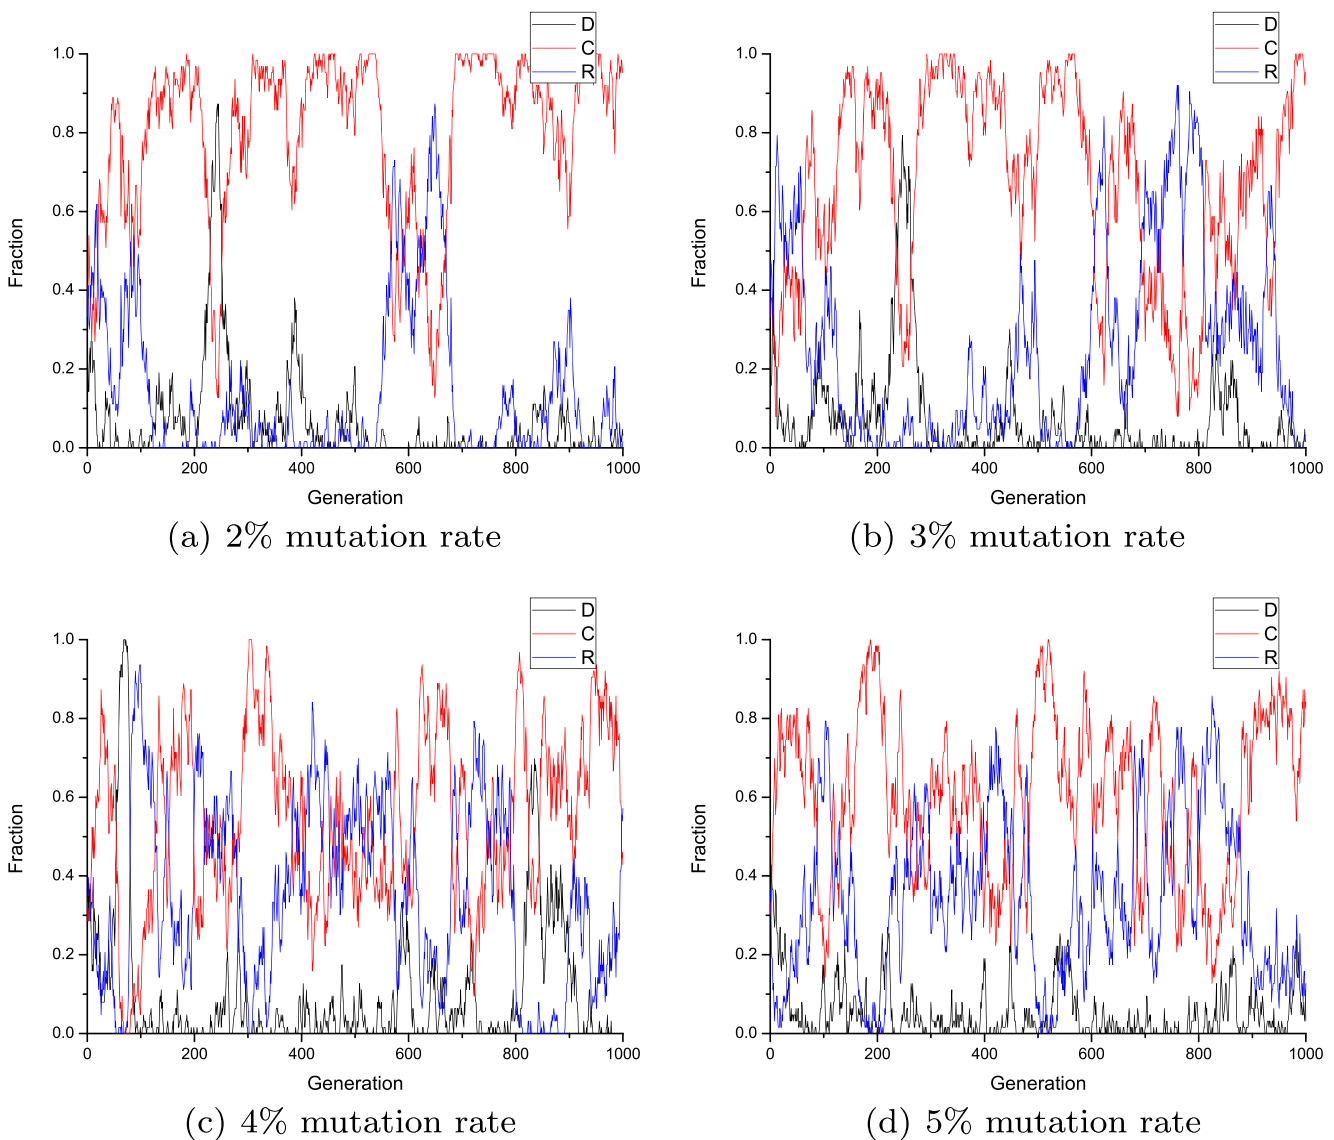 D
C
R
1.0
0.8
0.6
0.4
0.2
0.0
Fraction
0 200 400 600 800 1000
Generation
(a) 2% mutation rate
D
C
R
1.0
0.8
0.6
0.4
0.2
0.0
Fraction
0 200 400 600 800 1000
Generation
(b) 3% mutation rate
D
C
R
1.0
0.8
0.6
0.4
0.2
0.0
Fraction
0 200 400 600 800 1000
Generation
(c) 4% mutation rate
D
C
R
1.0
0.8
0.6
0.4
0.2
0.0
Fraction
0 200 400 600 800 1000
Generation
(d) 5% mutation rate